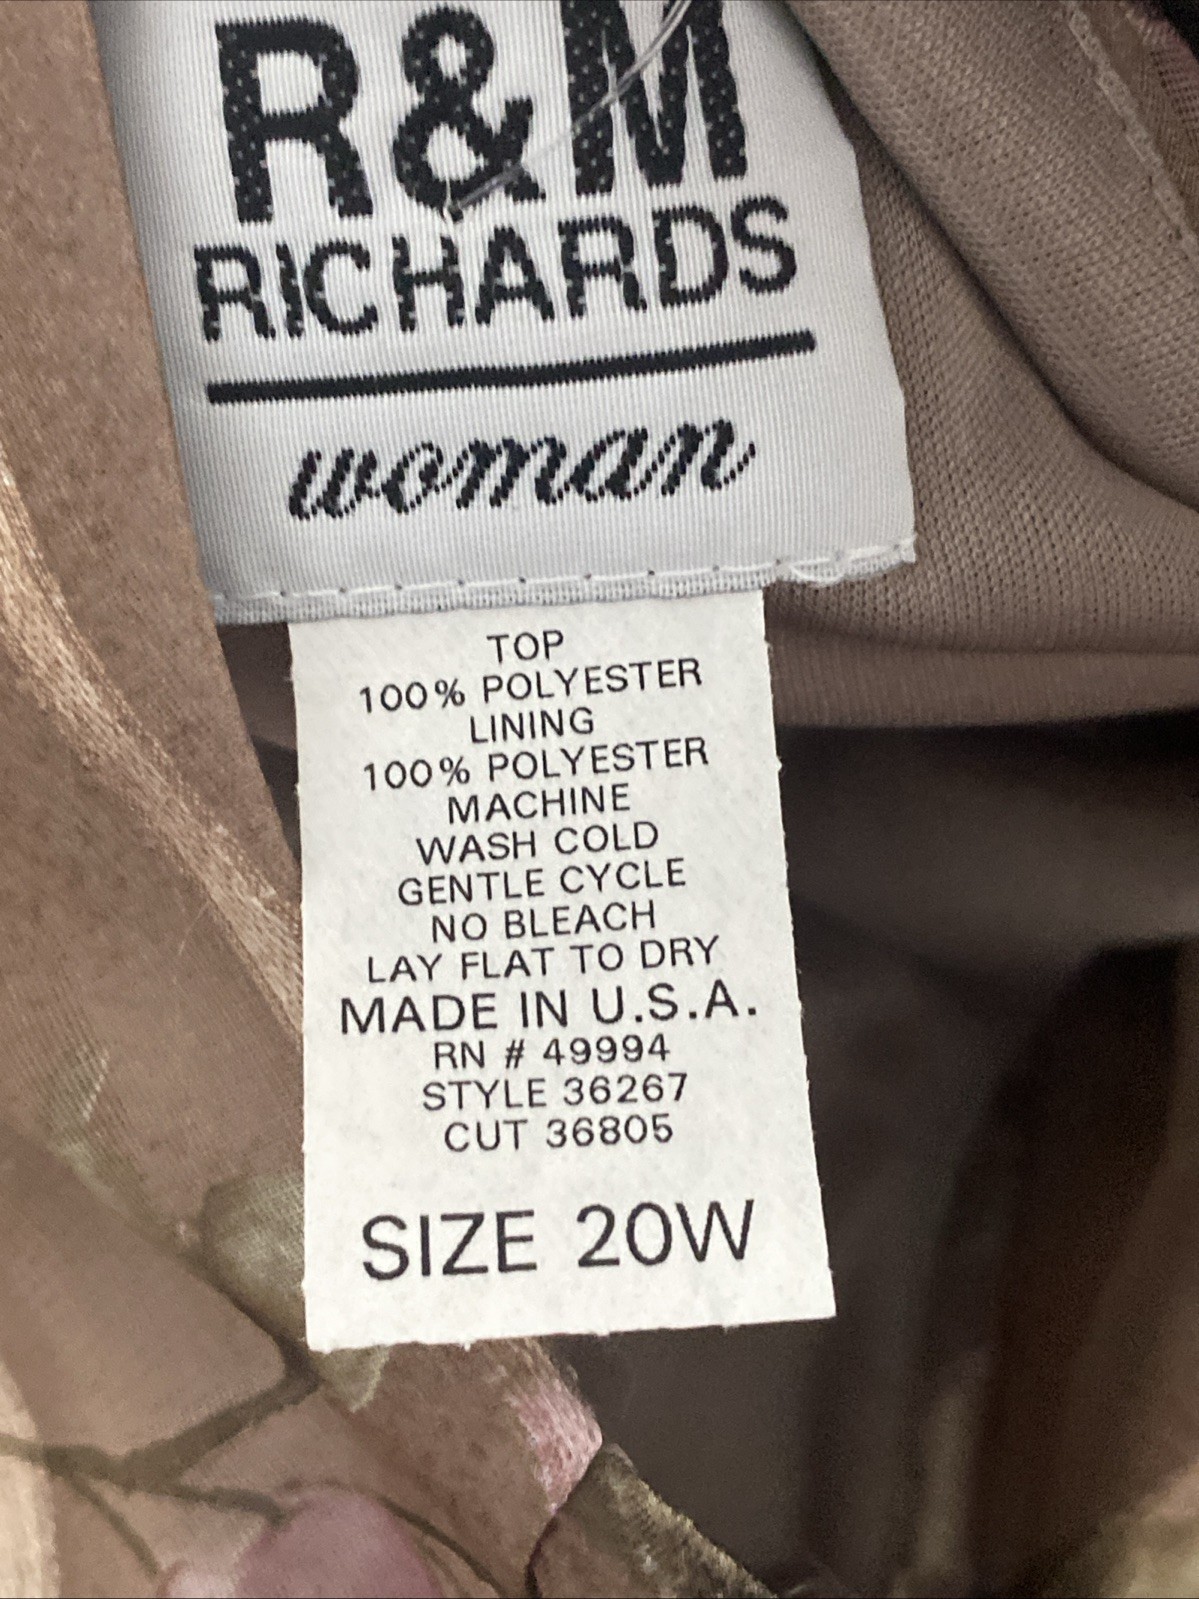 R&M
RICHARDS
woman
TOP
100% POLYESTER
LINING
100% POLYESTER
MACHINE
WASH COLD
GENTLE CYCLE
NO BLEACH
LAY FLAT TO DRY
MADE IN U.S.A.
RN # 49994
STYLE 36267
CUT 36805
SIZE 20W